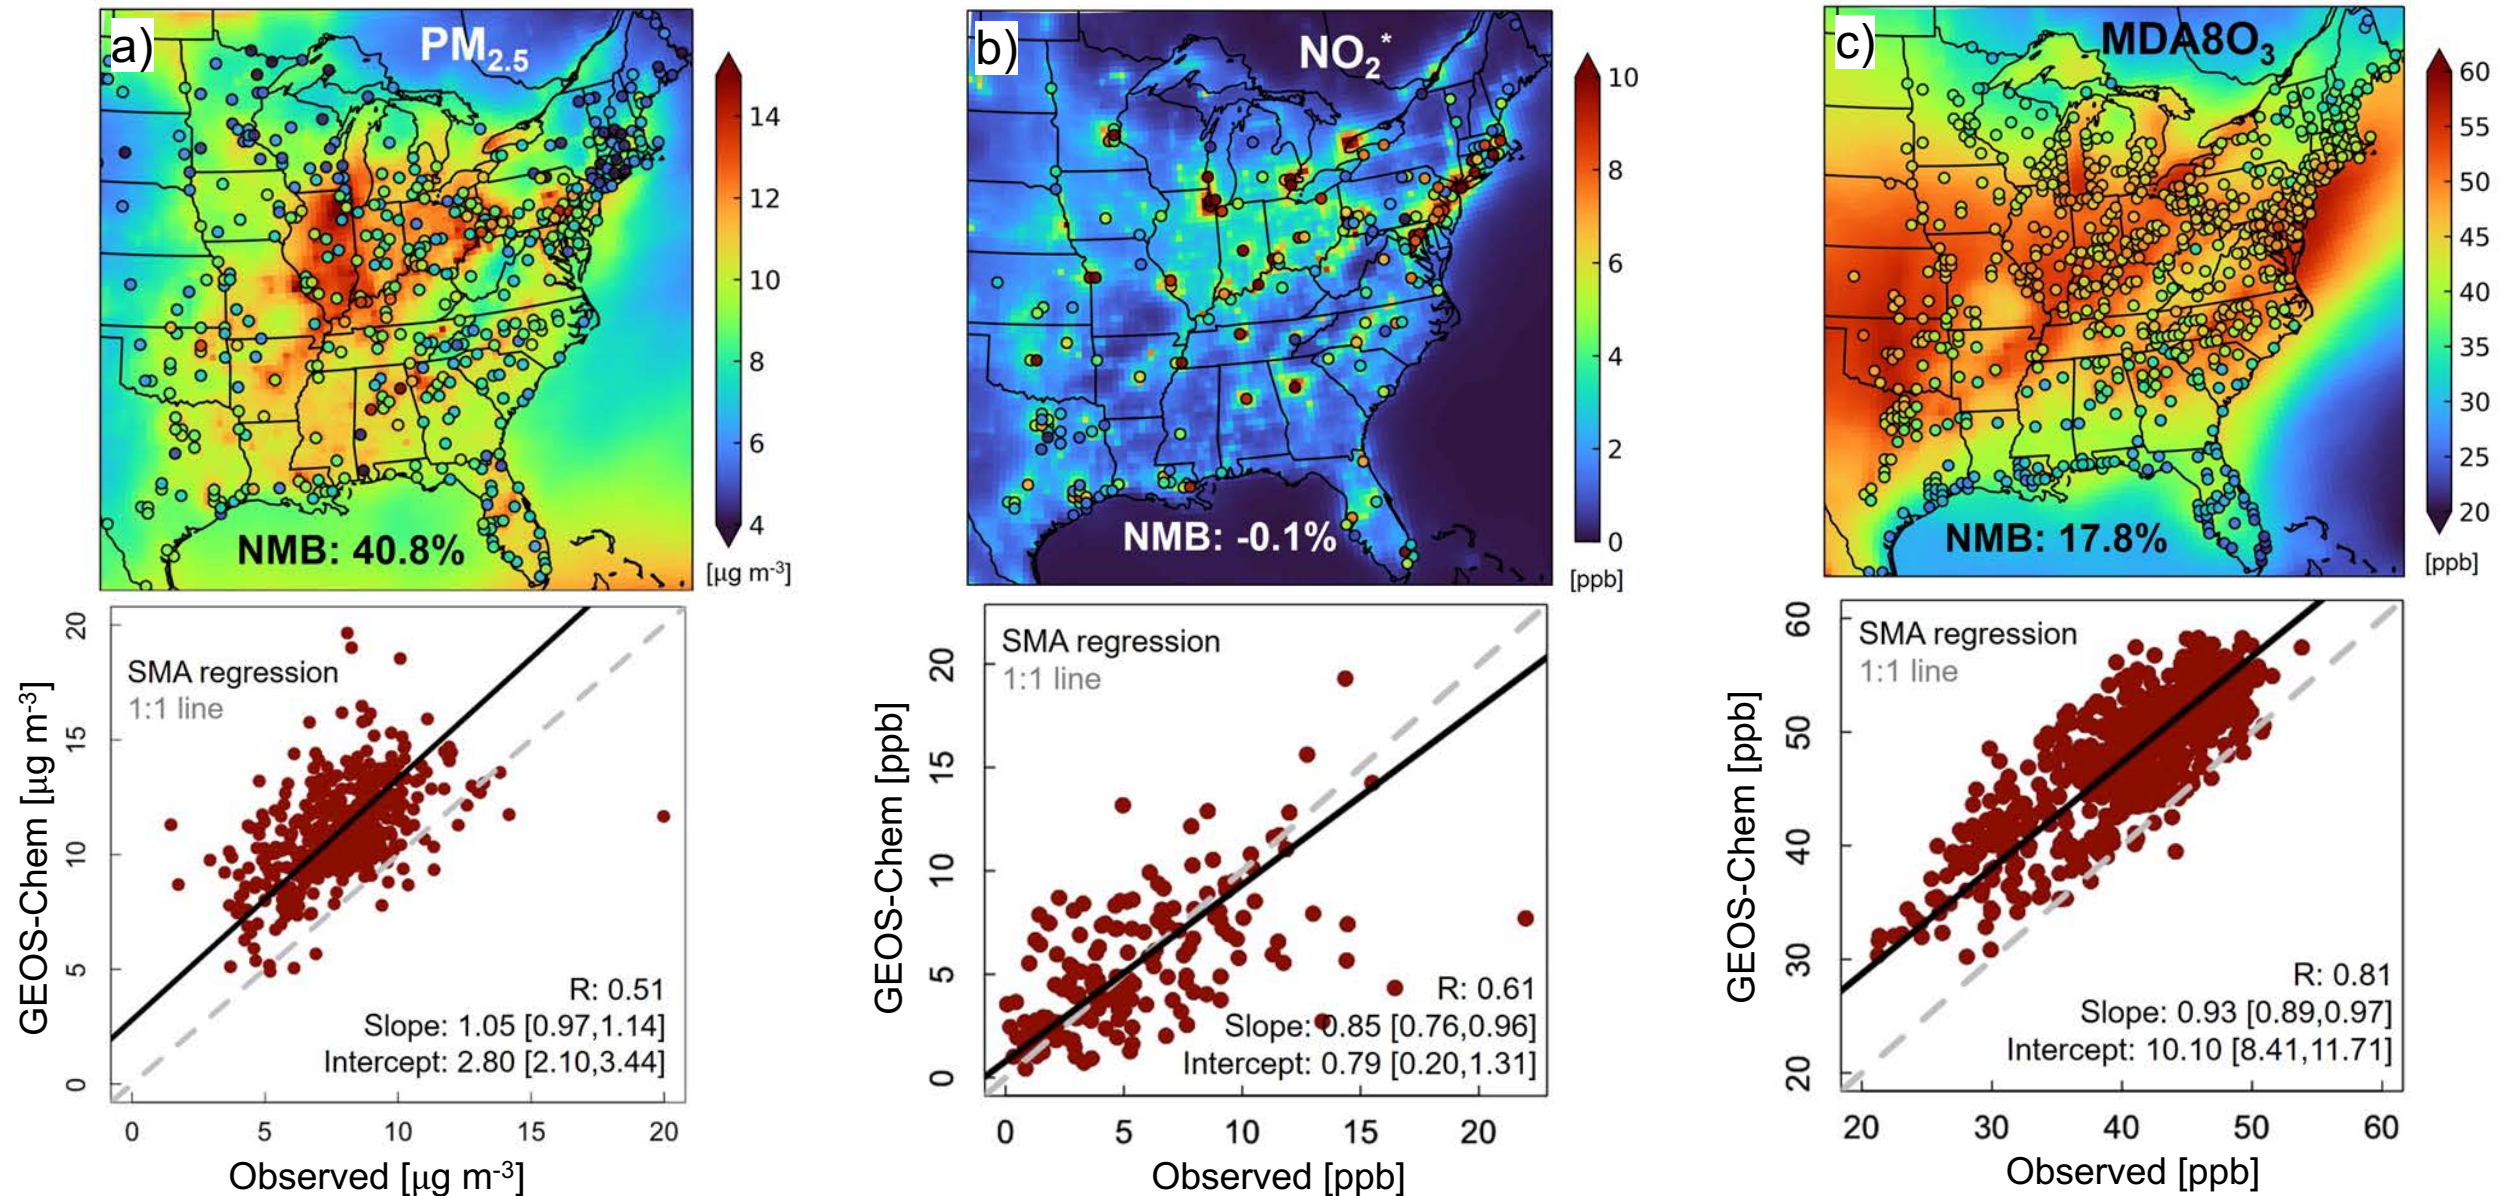 a)
PM2.5
NMB: 40.8%
14
12
10
8
6
4
[μg m-3]
b)
NO2*
NMB: -0.1%
10
8
6
4
2
0
[ppb]
c)
MDA8O3
NMB: 17.8%
60
55
50
45
40
35
30
25
20
[ppb]
GEOS-Chem [μg m-3]
20
15
10
5
0
SMA regression
1:1 line
R: 0.51
Slope: 1.05 [0.97,1.14]
Intercept: 2.80 [2.10,3.44]
0 5 10 15 20
Observed [μg m-3]
GEOS-Chem [ppb]
20
15
10
5
0
SMA regression
1:1 line
R: 0.61
Slope: 0.85 [0.76,0.96]
Intercept: 0.79 [0.20,1.31]
0 5 10 15 20
Observed [ppb]
GEOS-Chem [ppb]
60
50
40
30
20
SMA regression
1:1 line
R: 0.81
Slope: 0.93 [0.89,0.97]
Intercept: 10.10 [8.41,11.71]
20 30 40 50 60
Observed [ppb]